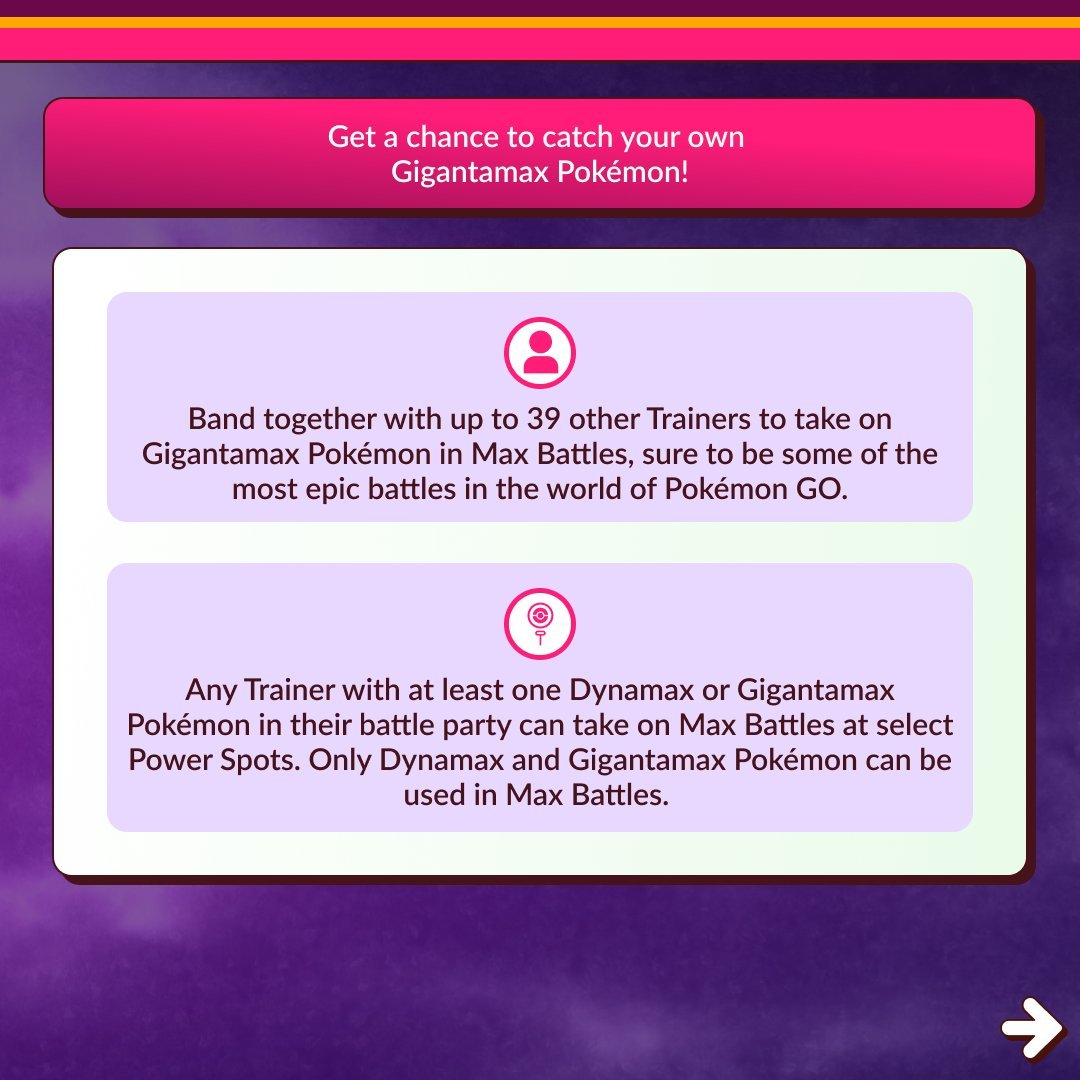 Get a chance to catch your own
Gigantamax Pokémon!
Band together with up to 39 other Trainers to take on
Gigantamax Pokémon in Max Battles, sure to be some of the
most epic battles in the world of Pokémon GO.
Any Trainer with at least one Dynamax or Gigantamax
Pokémon in their battle party can take on Max Battles at select
Power Spots. Only Dynamax and Gigantamax Pokémon can be
used in Max Battles.